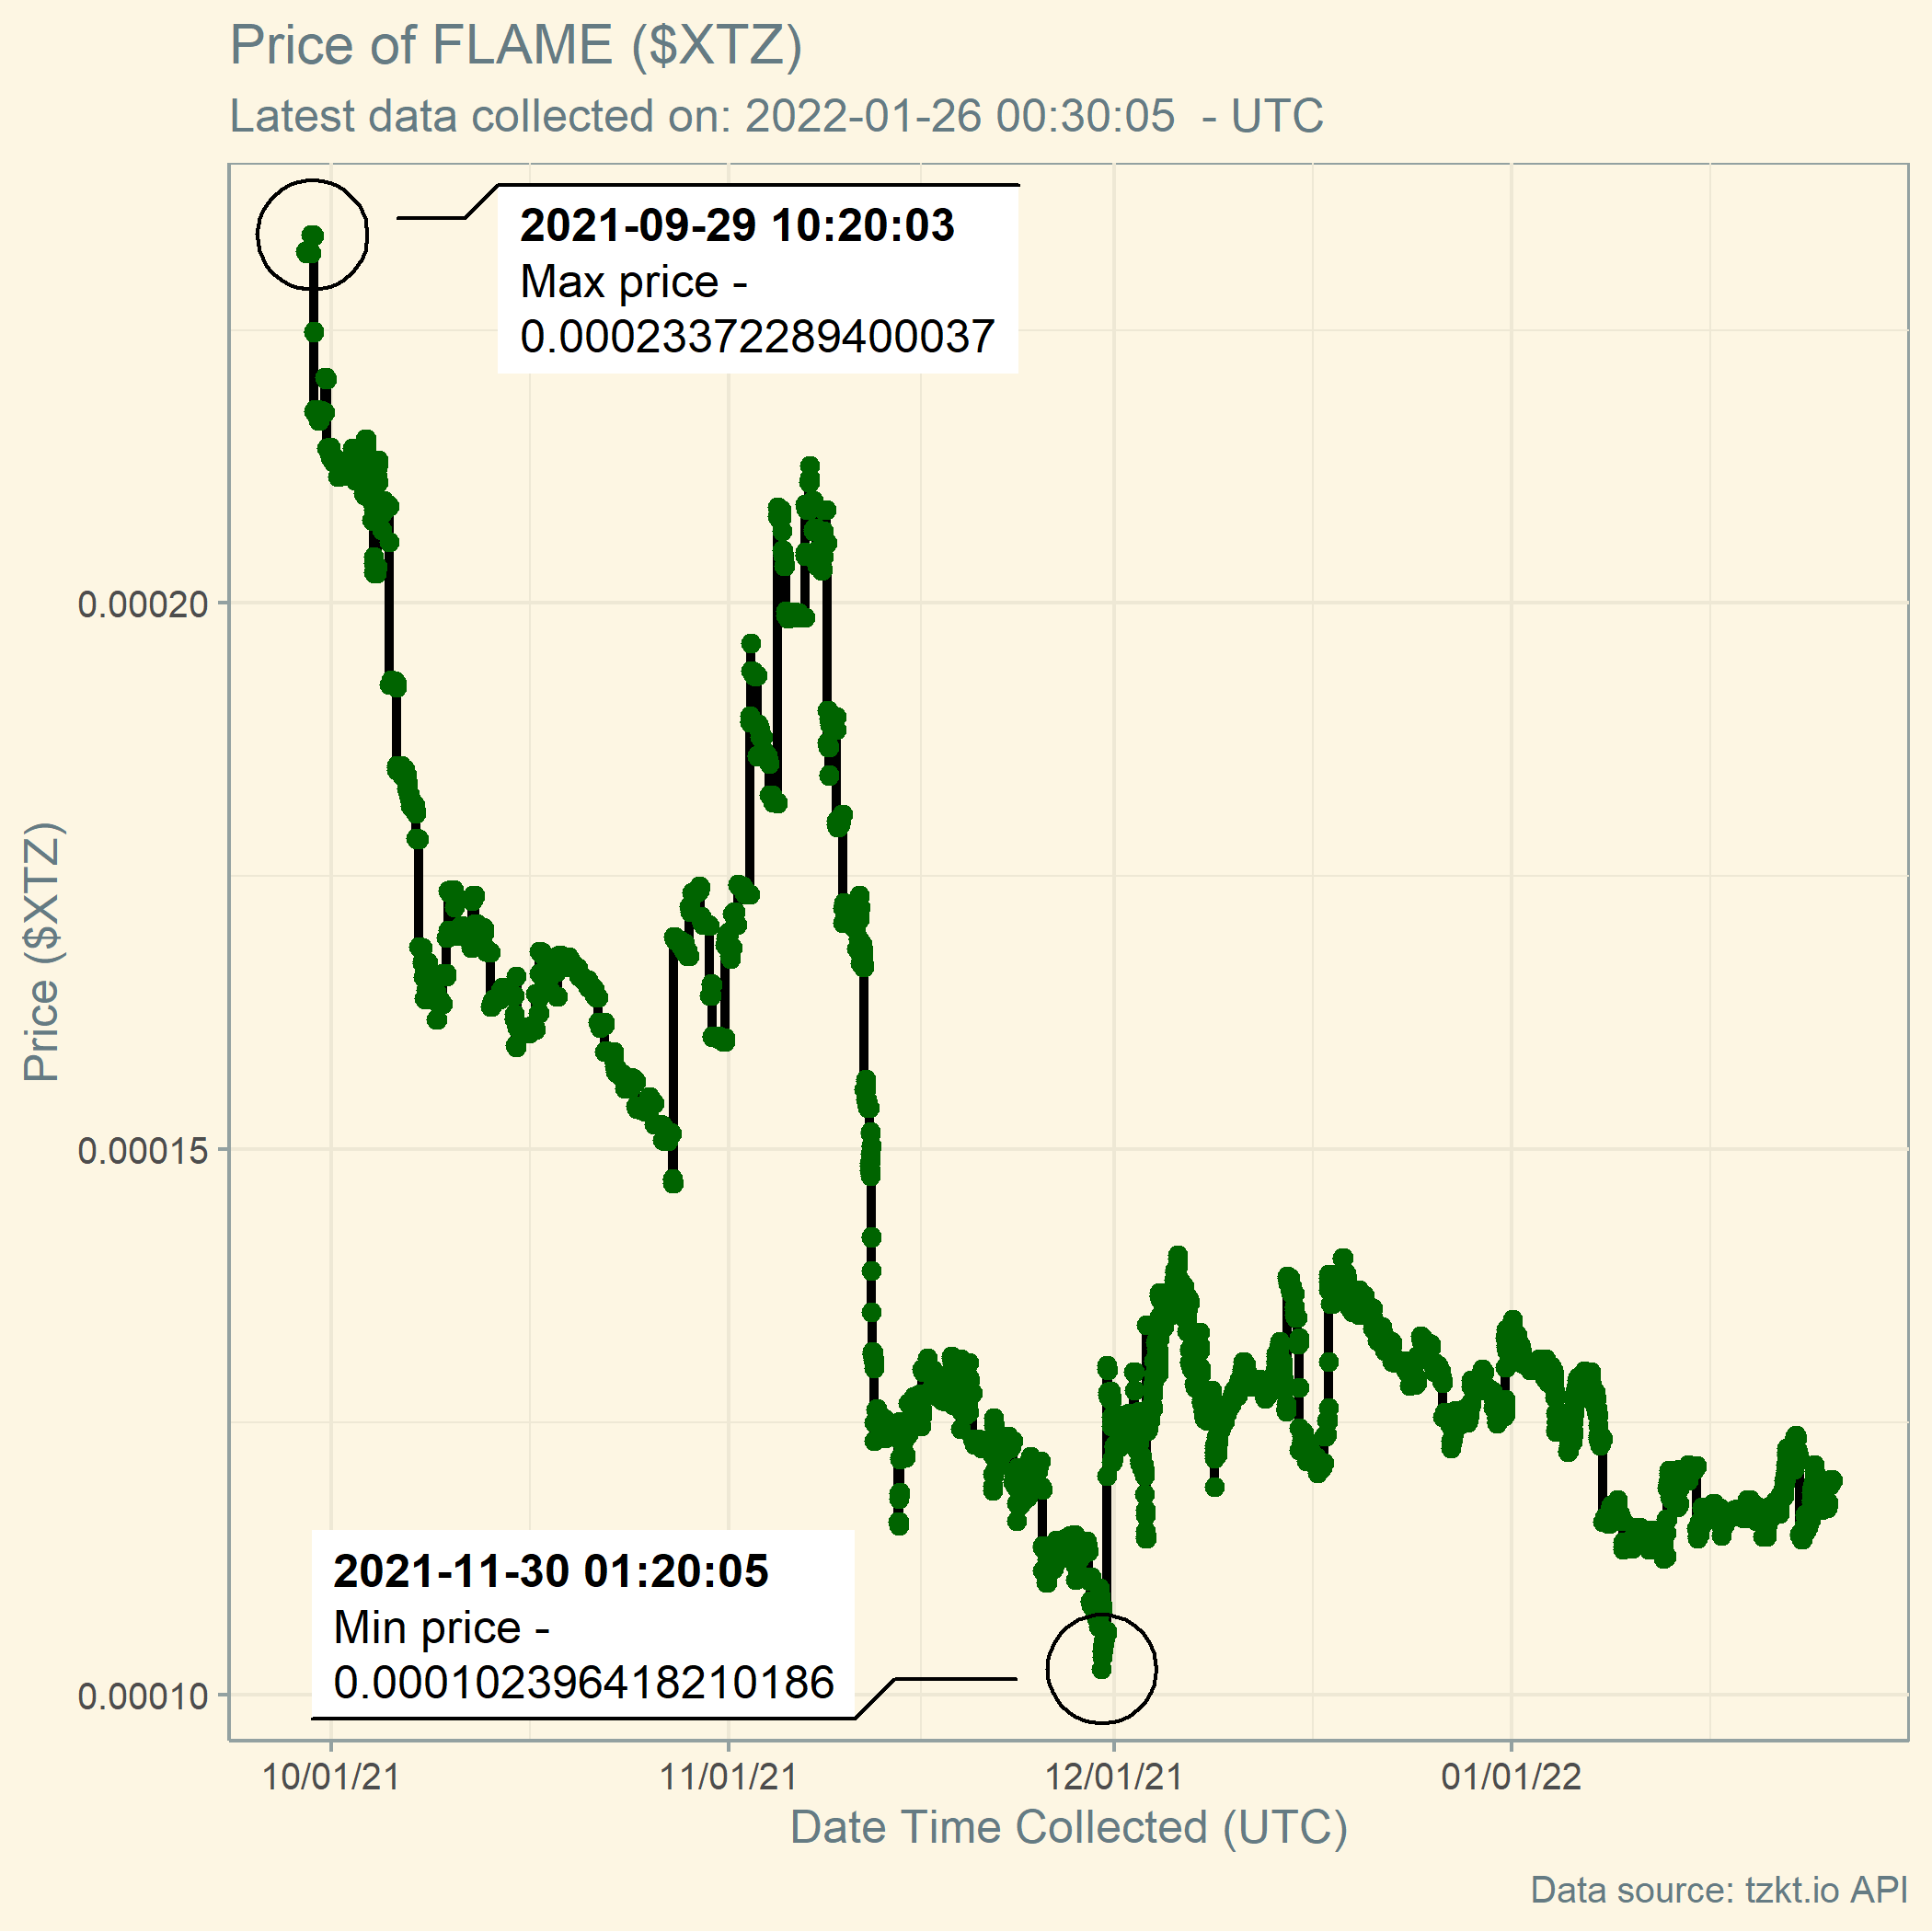 Price of FLAME ($XTZ)
Latest data collected on: 2022-01-26 00:30:05  - UTC
2021-09-29 10:20:03
Max price -
0.00023372289400037
0.00020
Price ($XTZ)
0.00015
2021-11-30 01:20:05
Min price -
0.000102396418210186
0.00010
10/01/21
11/01/21
12/01/21
01/01/22
Date Time Collected (UTC)
Data source: tzkt.io API